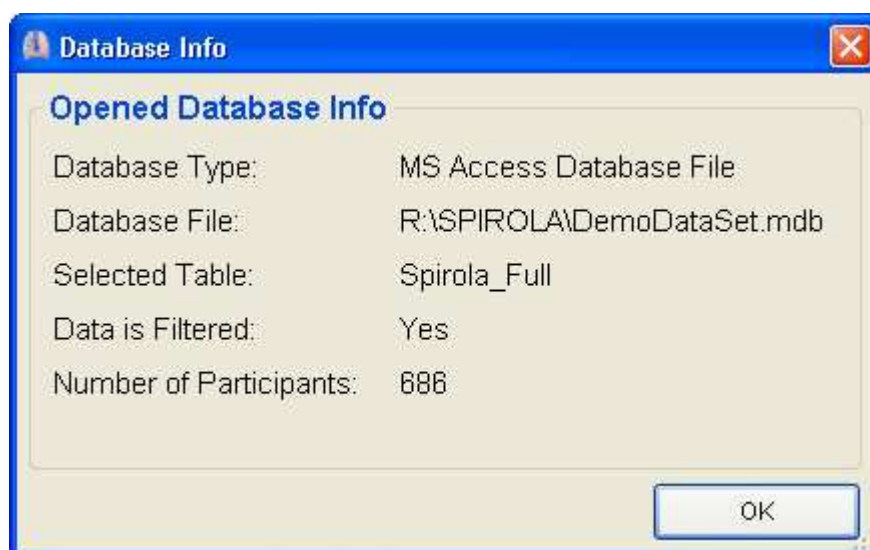 Database Info
Opened Database Info
Database Type: MS Access Database File
Database File: R:\SPIROLA\DemoDataSet.mdb
Selected Table: Spirola_Full
Data is Filtered: Yes
Number of Participants: 686
OK